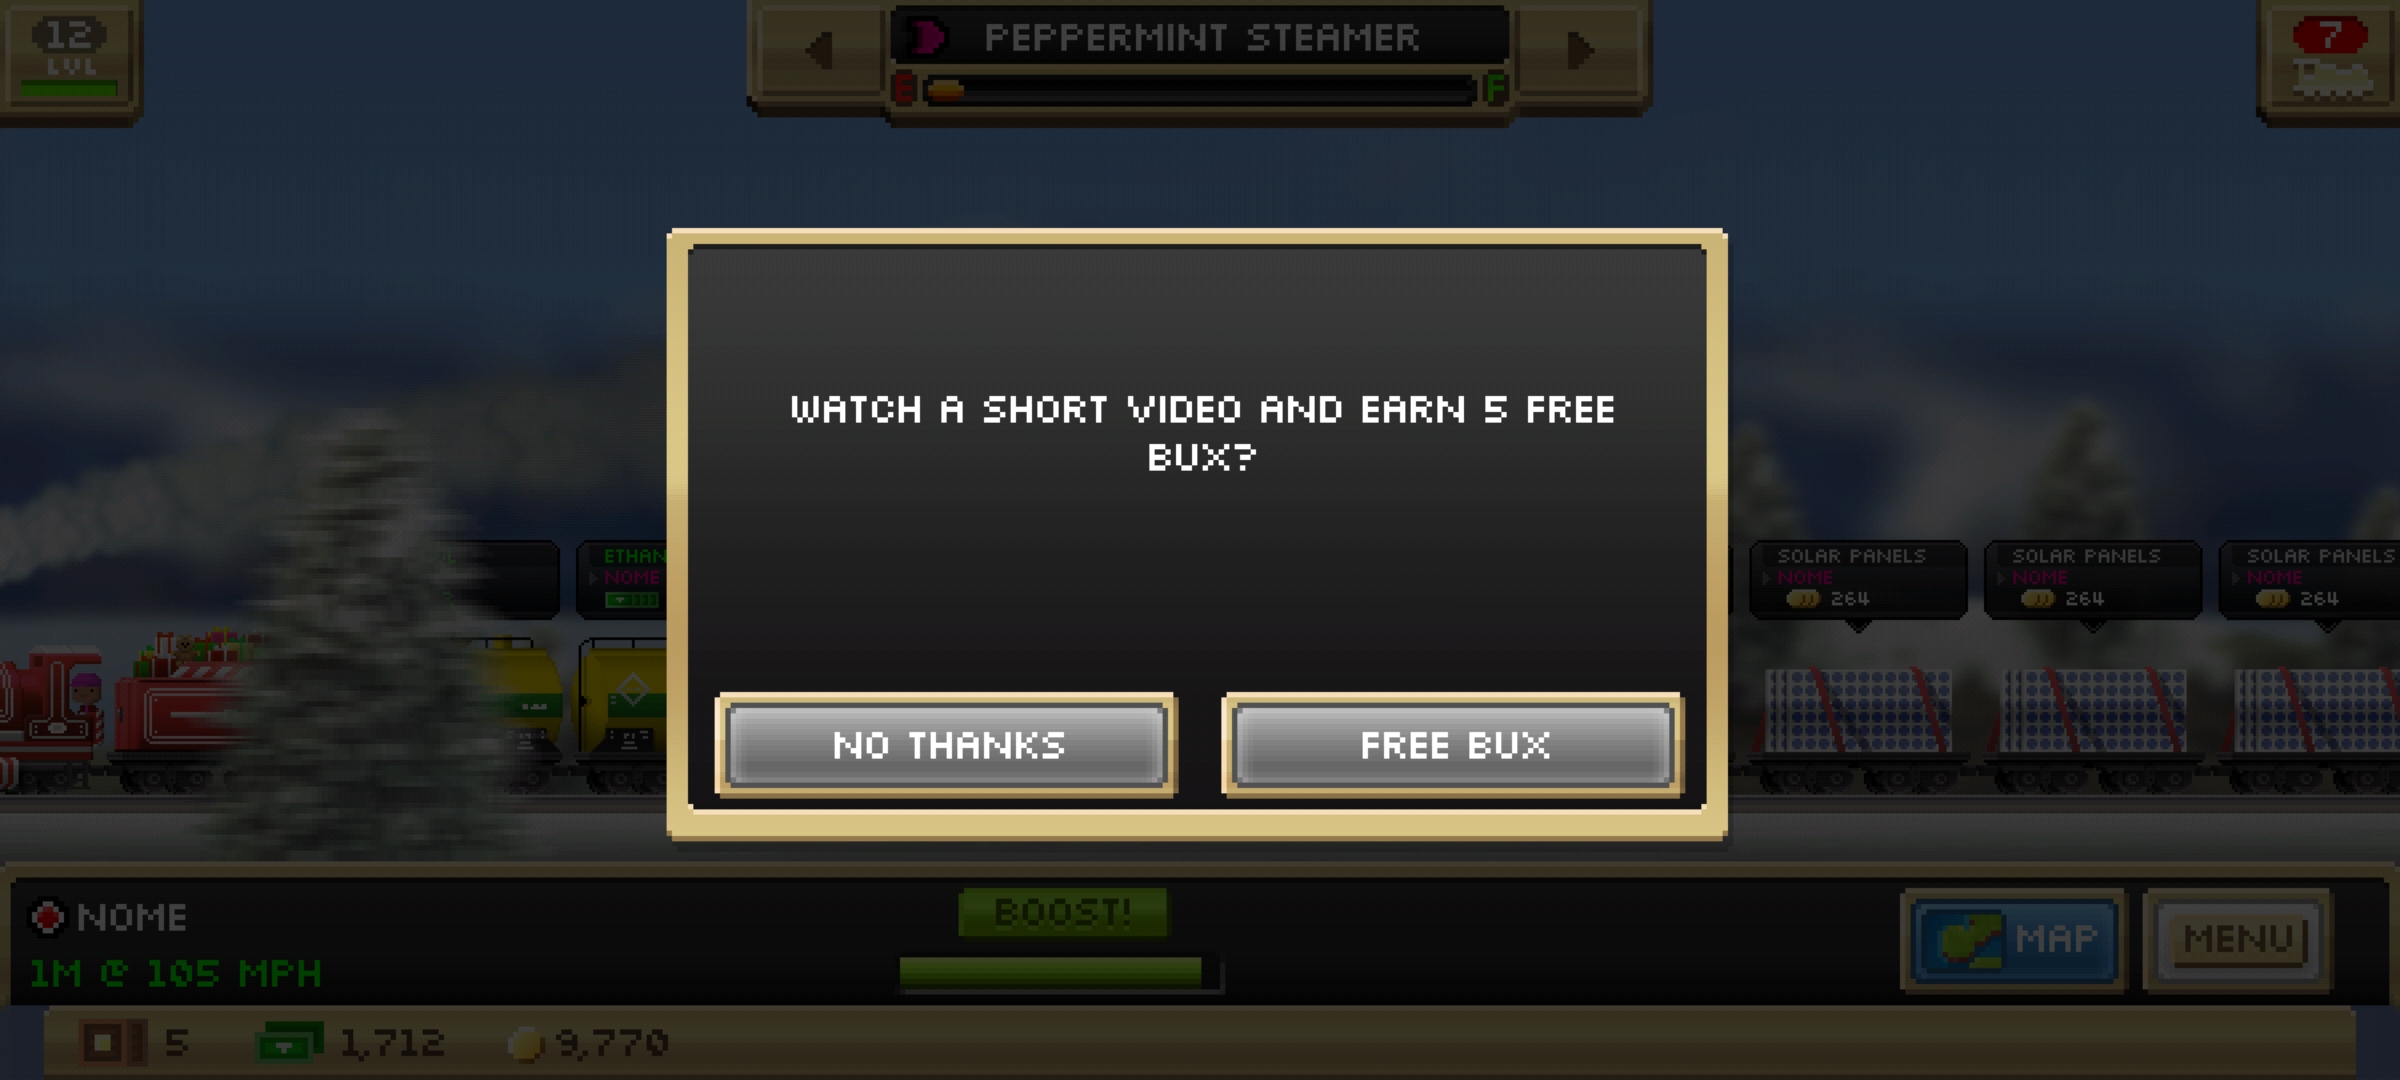 12
LVL
PEPPERMINT STEAMER
E F
7
WATCH A SHORT VIDEO AND EARN 5 FREE
BUX?
NO THANKS
FREE BUX
NOME
SOLAR PANELS
NOME
264
SOLAR PANELS
NOME
264
SOLAR PANELS
NOME
264
NOME
1M @ 105 MPH
BOOST!
MAP
MENU
5
1,712
9,770